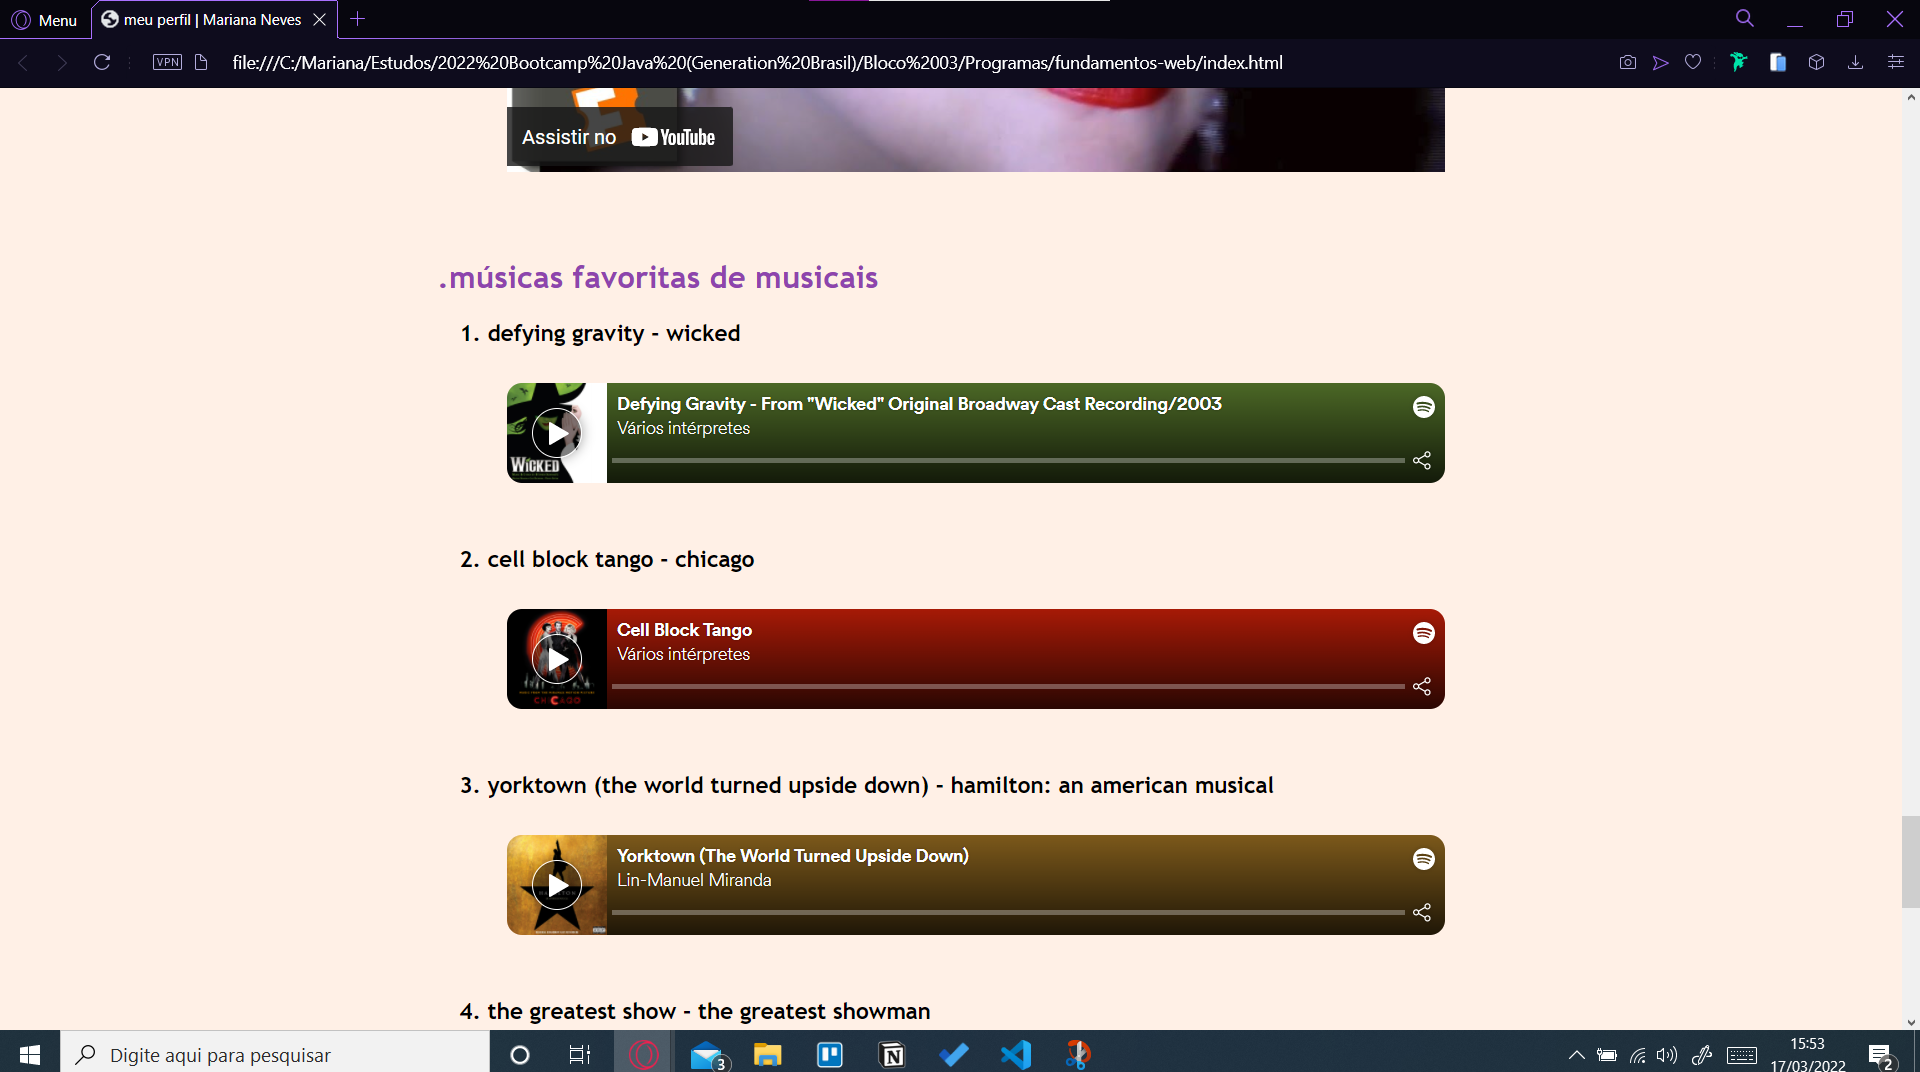 Menu
meu perfil | Mariana Neves
VPN
file:///C:/Mariana/Estudos/2022%20Bootcamp%20Java%20(Generation%20Brasil)/Bloco%2003/Programas/fundamentos-web/index.html
Assistir no YouTube
.músicas favoritas de musicais
1. defying gravity - wicked
Defying Gravity - From "Wicked" Original Broadway Cast Recording/2003
Vários intérpretes
WICKED
2. cell block tango - chicago
Cell Block Tango
Vários intérpretes
CHICAGO
3. yorktown (the world turned upside down) - hamilton: an american musical
Yorktown (The World Turned Upside Down)
Lin-Manuel Miranda
4. the greatest show - the greatest showman
Digite aqui para pesquisar
3
15:53
17/03/2022
2